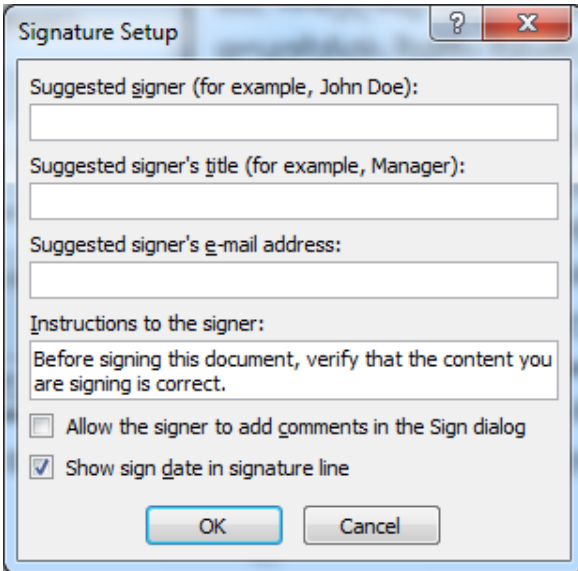 Signature Setup
?
Suggested signer (for example, John Doe):
Suggested signer's title (for example, Manager):
Suggested signer's e-mail address:
Instructions to the signer:
Before signing this document, verify that the content you
are signing is correct.
Allow the signer to add comments in the Sign dialog
Show sign date in signature line
OK Cancel